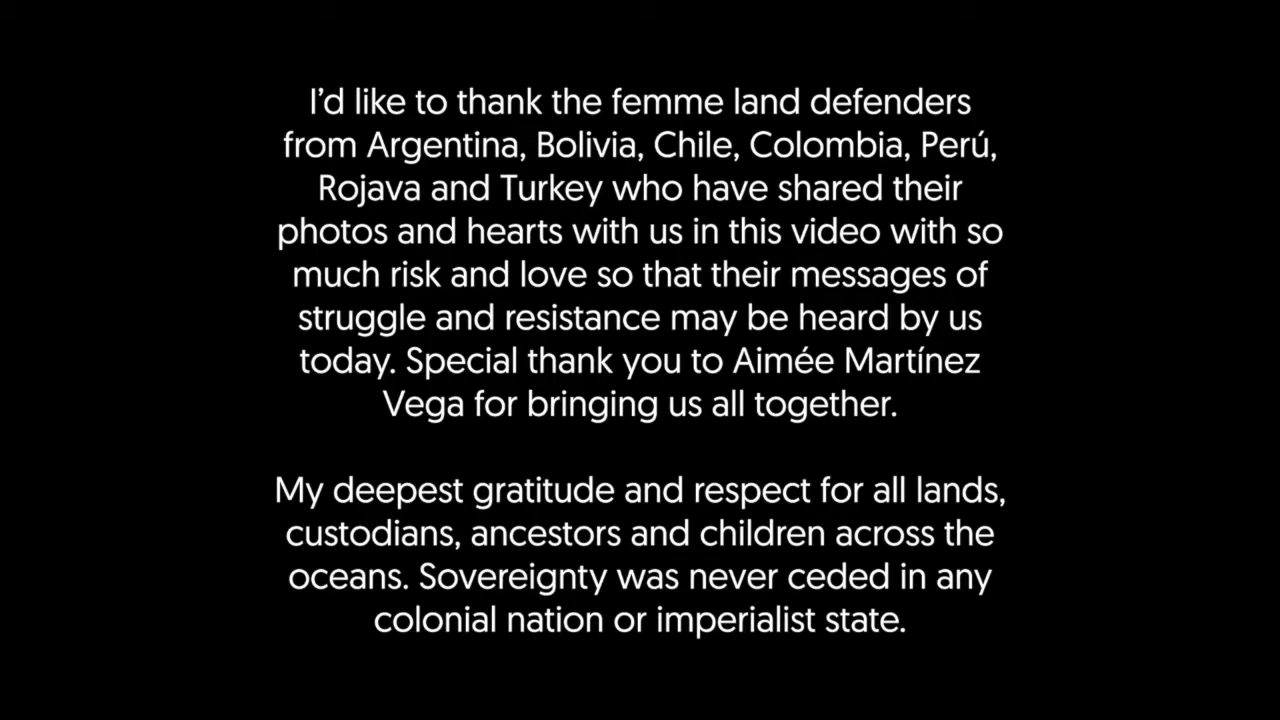 I’d like to thank the femme land defenders
from Argentina, Bolivia, Chile, Colombia, Perú,
Rojava and Turkey who have shared their
photos and hearts with us in this video with so
much risk and love so that their messages of
struggle and resistance may be heard by us
today. Special thank you to Aimée Martínez
Vega for bringing us all together.
My deepest gratitude and respect for all lands,
custodians, ancestors and children across the
oceans. Sovereignty was never ceded in any
colonial nation or imperialist state.